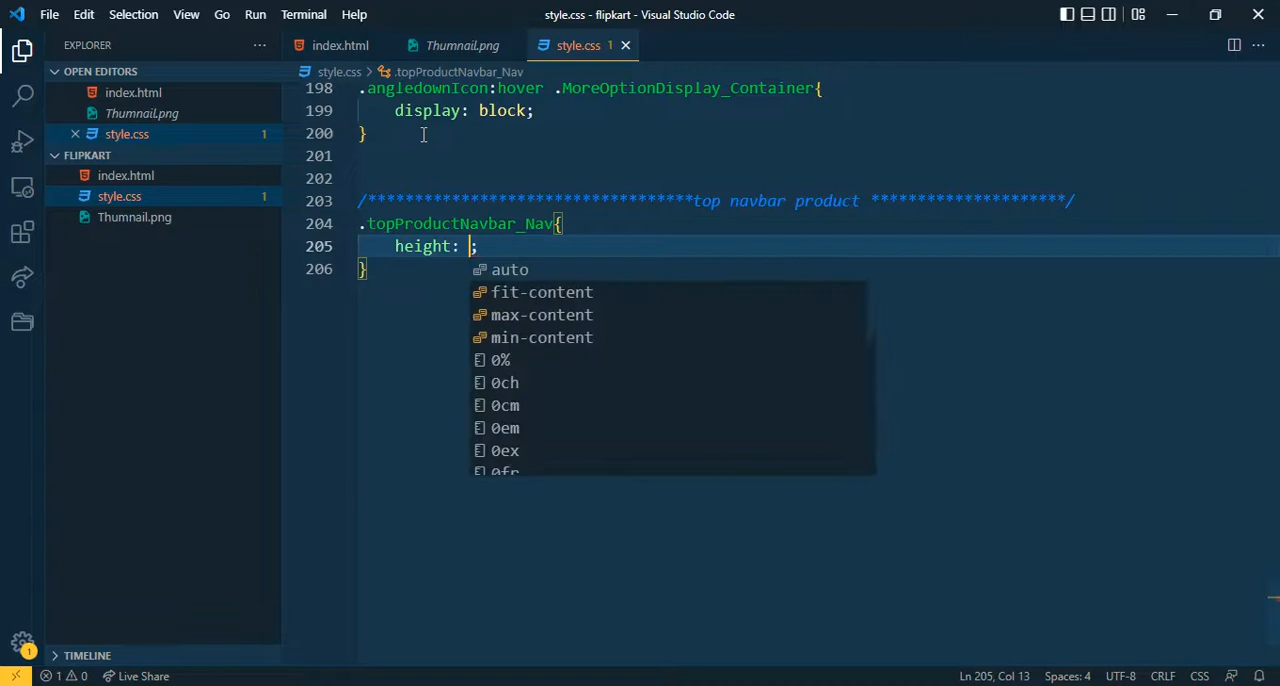 File Edit Selection View Go Run Terminal Help style.css - flipkart - Visual Studio Code
EXPLORER ... index.html Thumnail.png style.css 1
OPEN EDITORS
index.html
Thumnail.png
style.css 1
FLIPKART
index.html
style.css 1
Thumnail.png
style.css > .topProductNavbar_Nav
198 .angledownIcon:hover .MoreOptionDisplay_Container{
199 display: block;
200 }
201
202
203 /***********************************top navbar product *********************/
204 .topProductNavbar_Nav{
205 height: ;
206 }
auto
fit-content
max-content
min-content
0%
0ch
0cm
0em
0ex
0fr
TIMELINE
1
1 0 Live Share Ln 205, Col 13 Spaces: 4 UTF-8 CRLF CSS